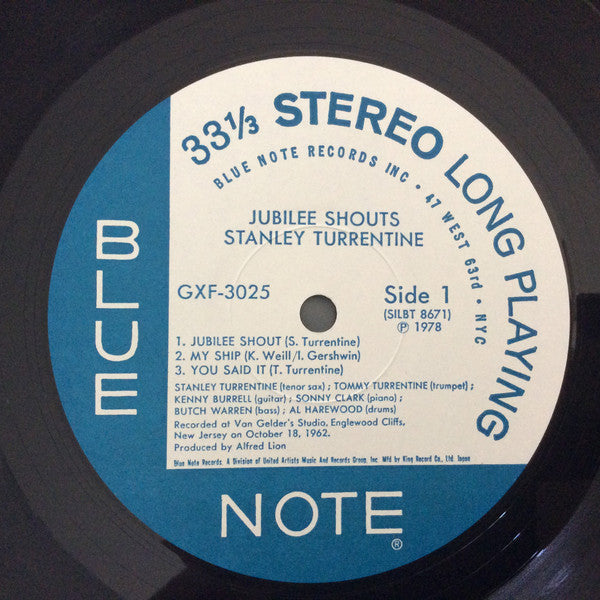 33⅓ STEREO LONG PLAYING
BLUE NOTE RECORDS INC • 47 WEST 63rd • NYC
JUBILEE SHOUTS
STANLEY TURRENTINE
GXF-3025
Side 1
(SILBT 8671)
℗ 1978
1. JUBILEE SHOUT (S. Turrentine)
2. MY SHIP (K. Weill/I. Gershwin)
3. YOU SAID IT (T. Turrentine)
STANLEY TURRENTINE (tenor sax) ; TOMMY TURRENTINE (trumpet) ;
KENNY BURRELL (guitar) ; SONNY CLARK (piano) ;
BUTCH WARREN (bass) ; AL HAREWOOD (drums)
Recorded at Van Gelder's Studio, Englewood Cliffs,
New Jersey on October 18, 1962.
Produced by Alfred Lion
Blue Note Records. A Division of United Artists Music And Records Group, Inc. Mfd by King Record Co., Ltd. Japan
BLUE
NOTE®